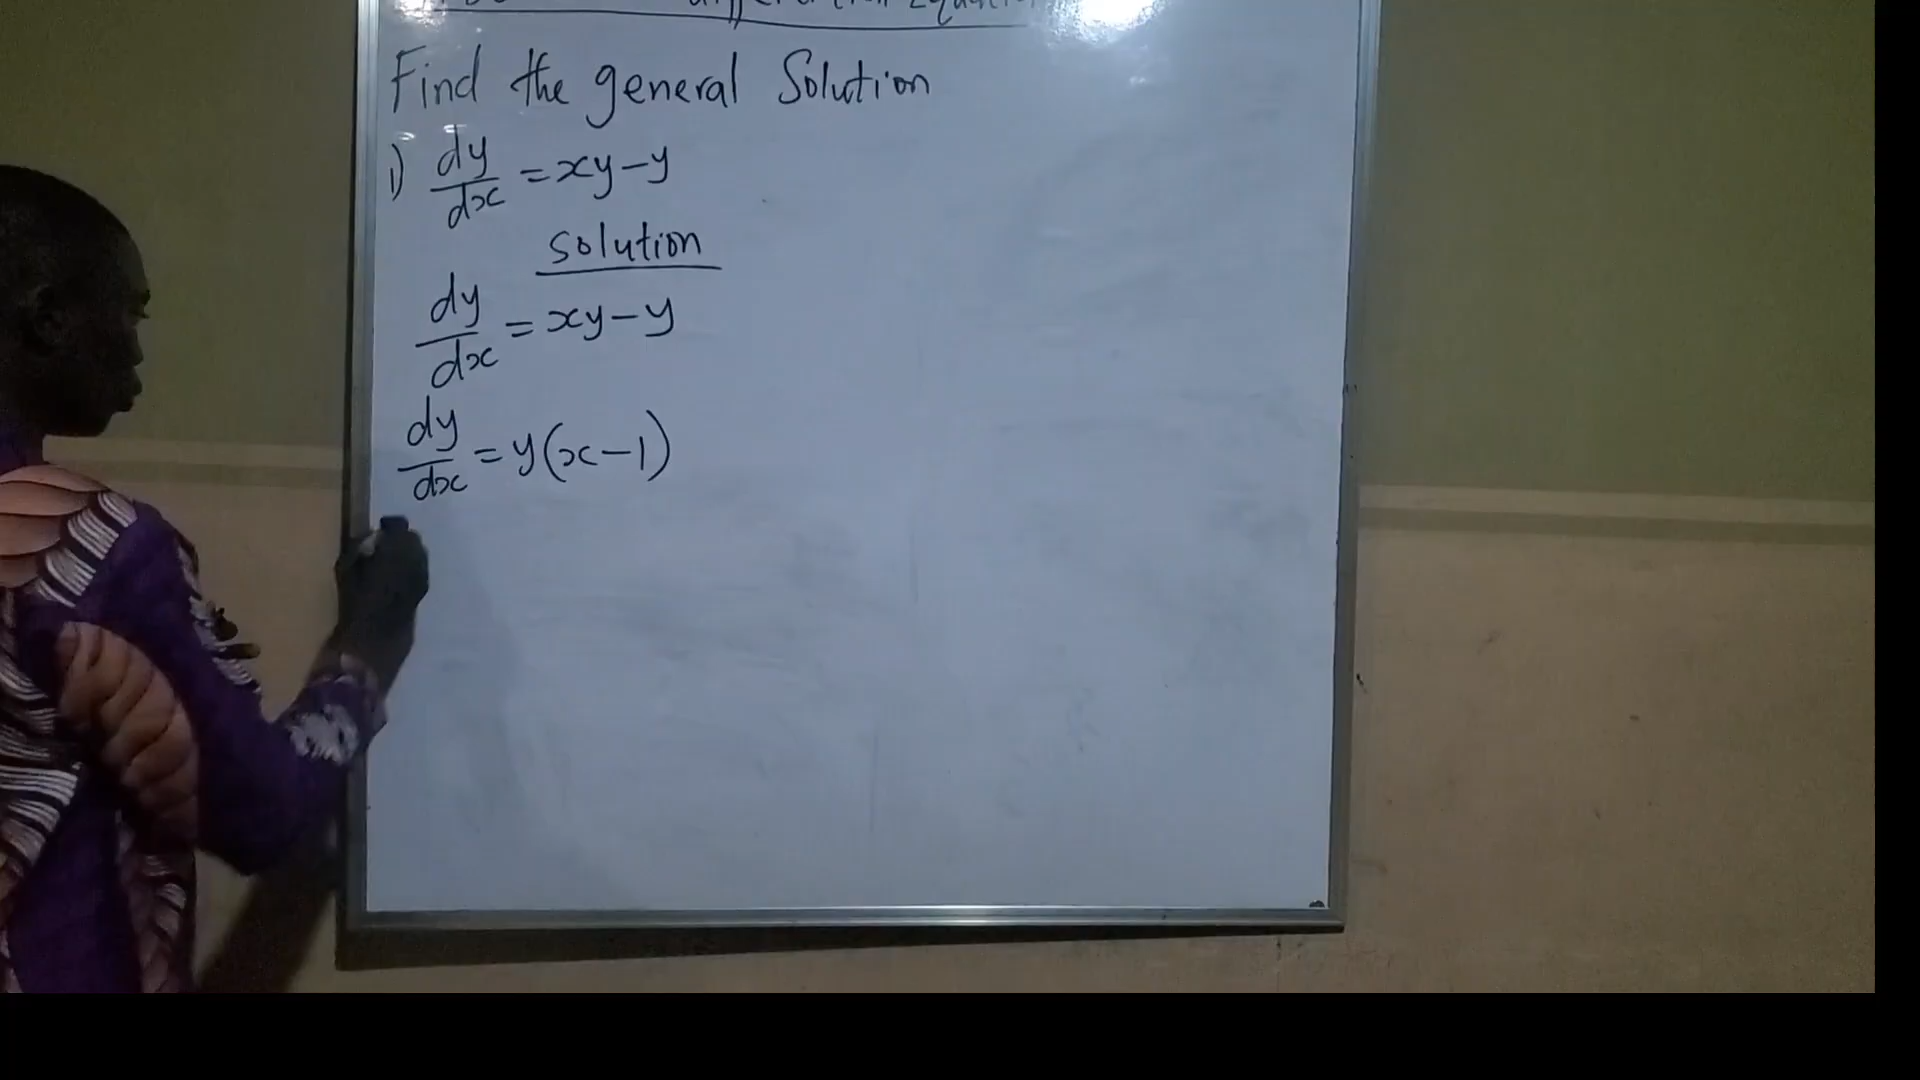 Find the general Solution
1) dy/dx = xy - y
solution
dy/dx = xy - y
dy/dx = y(x - 1)